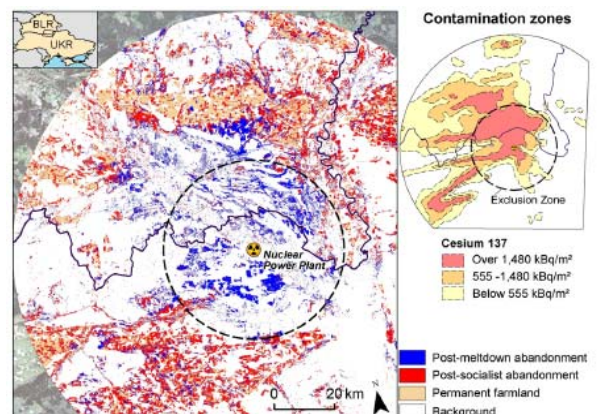 BLR
UKR
Nuclear
Power Plant
0 20 km
N
Contamination zones
Exclusion Zone
Cesium 137
Over 1,480 kBq/m²
555 -1,480 kBq/m²
Below 555 kBq/m²
Post-meltdown abandonment
Post-socialist abandonment
Permanent farmland
Background